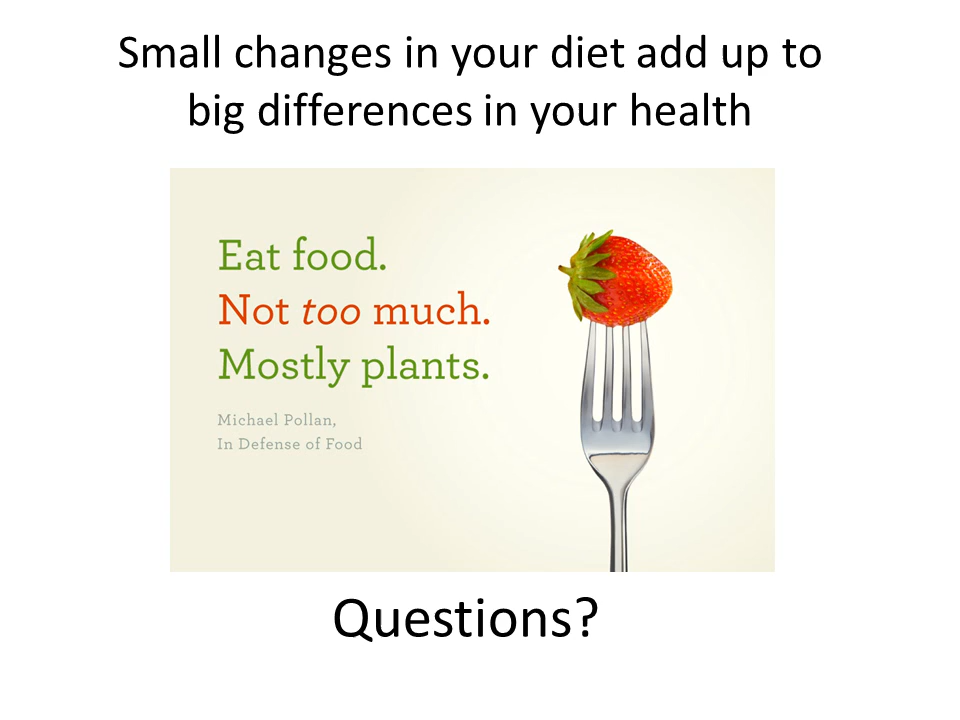 Small changes in your diet add up to
big differences in your health
Eat food.
Not too much.
Mostly plants.
Michael Pollan,
In Defense of Food
Questions?